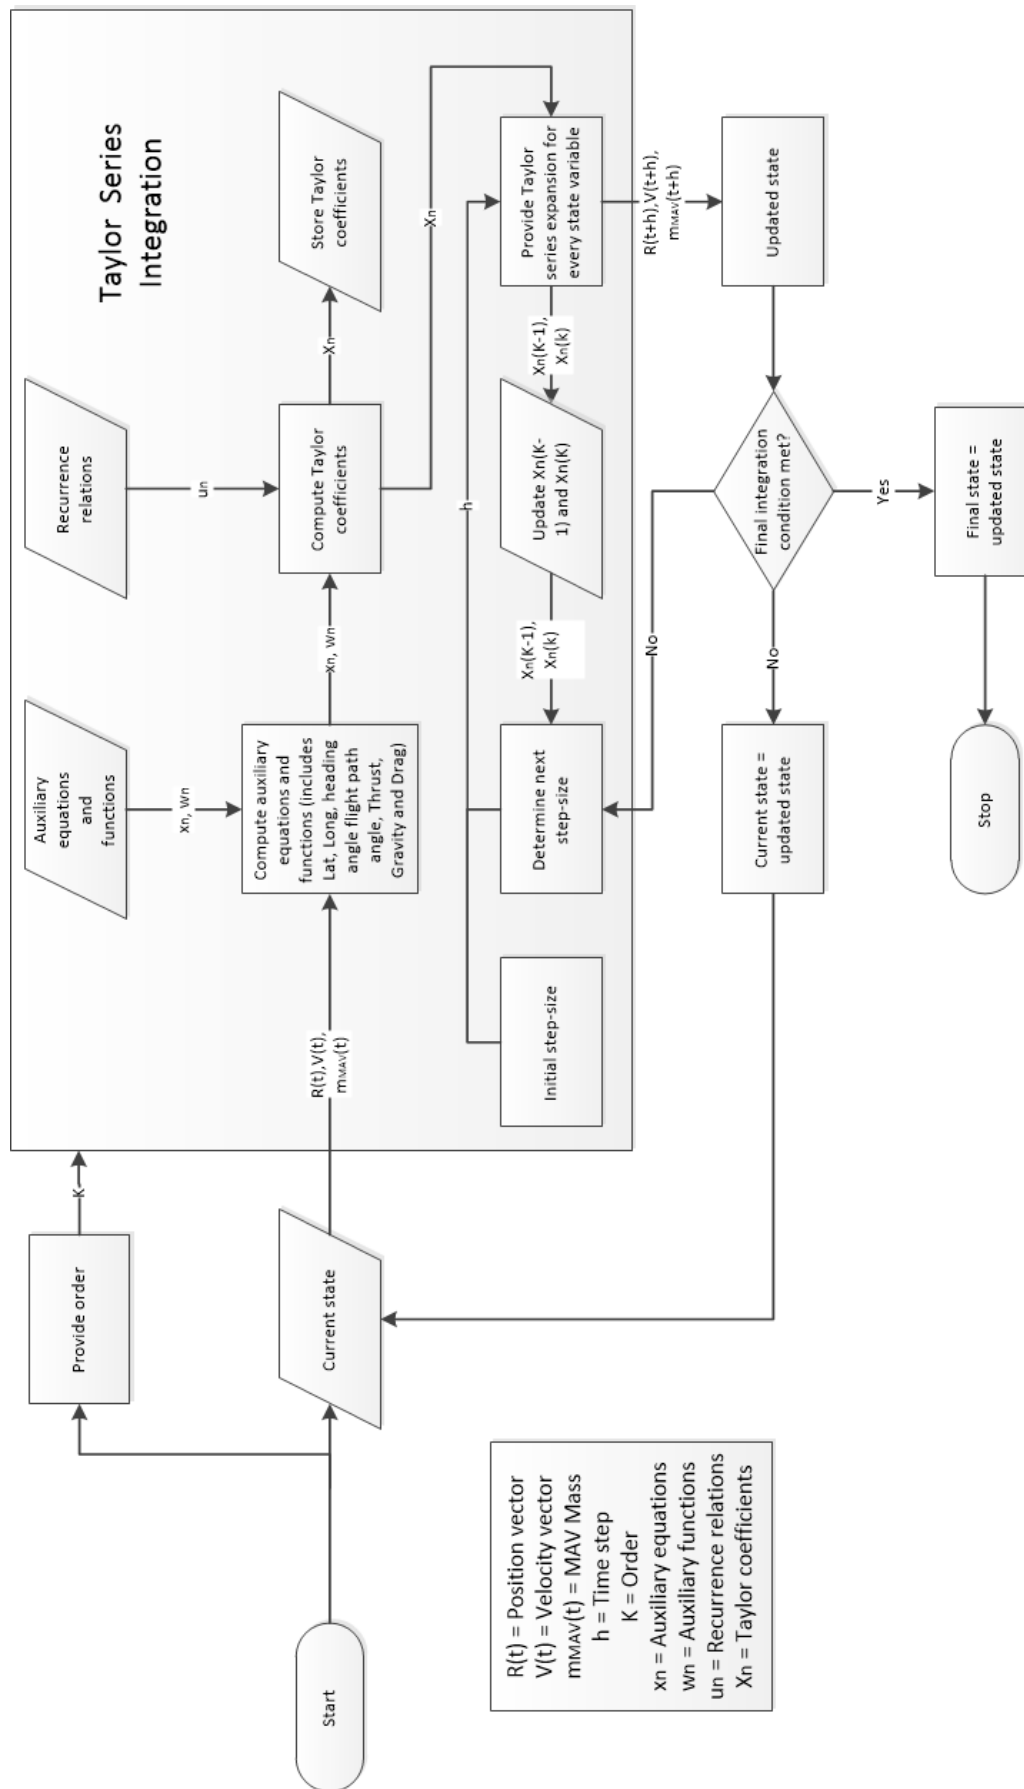 Start
Provide order
K
Current state
R(t),V(t),
mMAV(t)
Taylor Series
Integration
Auxiliary
equations
and
functions
xn, wn
Compute auxiliary
equations and
functions (includes
Lat, Long, heading
angle flight path
angle, Thrust,
Gravity and Drag)
xn, wn
Recurrence
relations
un
Compute Taylor
coefficients
Xn
Store Taylor
coefficients
Xn
Initial step-size
Determine next
step-size
h
Xn(K-1),
Xn(k)
Update Xn(K-
1) and Xn(K)
Xn(K-1),
Xn(k)
Provide Taylor
series expansion for
every state variable
R(t+h),V(t+h),
mMAV(t+h)
Updated state
Final integration
condition met?
No
No
Yes
Current state =
updated state
Final state =
updated state
Stop
R(t) = Position vector
V(t) = Velocity vector
mMAV(t) = MAV Mass
h = Time step
K = Order
xn = Auxiliary equations
wn = Auxiliary functions
un = Recurrence relations
Xn = Taylor coefficients